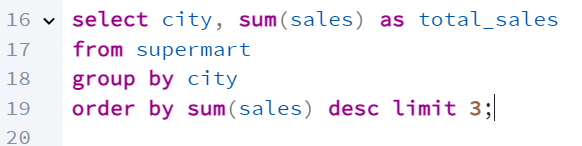 16 select city, sum(sales) as total_sales
17 from supermart
18 group by city
19 order by sum(sales) desc limit 3;
20